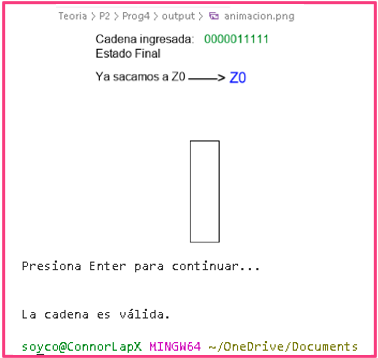 Teoria > P2 > Prog4 > output > animacion.png
Cadena ingresada: 0000011111
Estado Final
Ya sacamos a Z0 → Z0
Presiona Enter para continuar...
La cadena es válida.
soyco@ConnorLapX MINGW64 ~/OneDrive/Documents